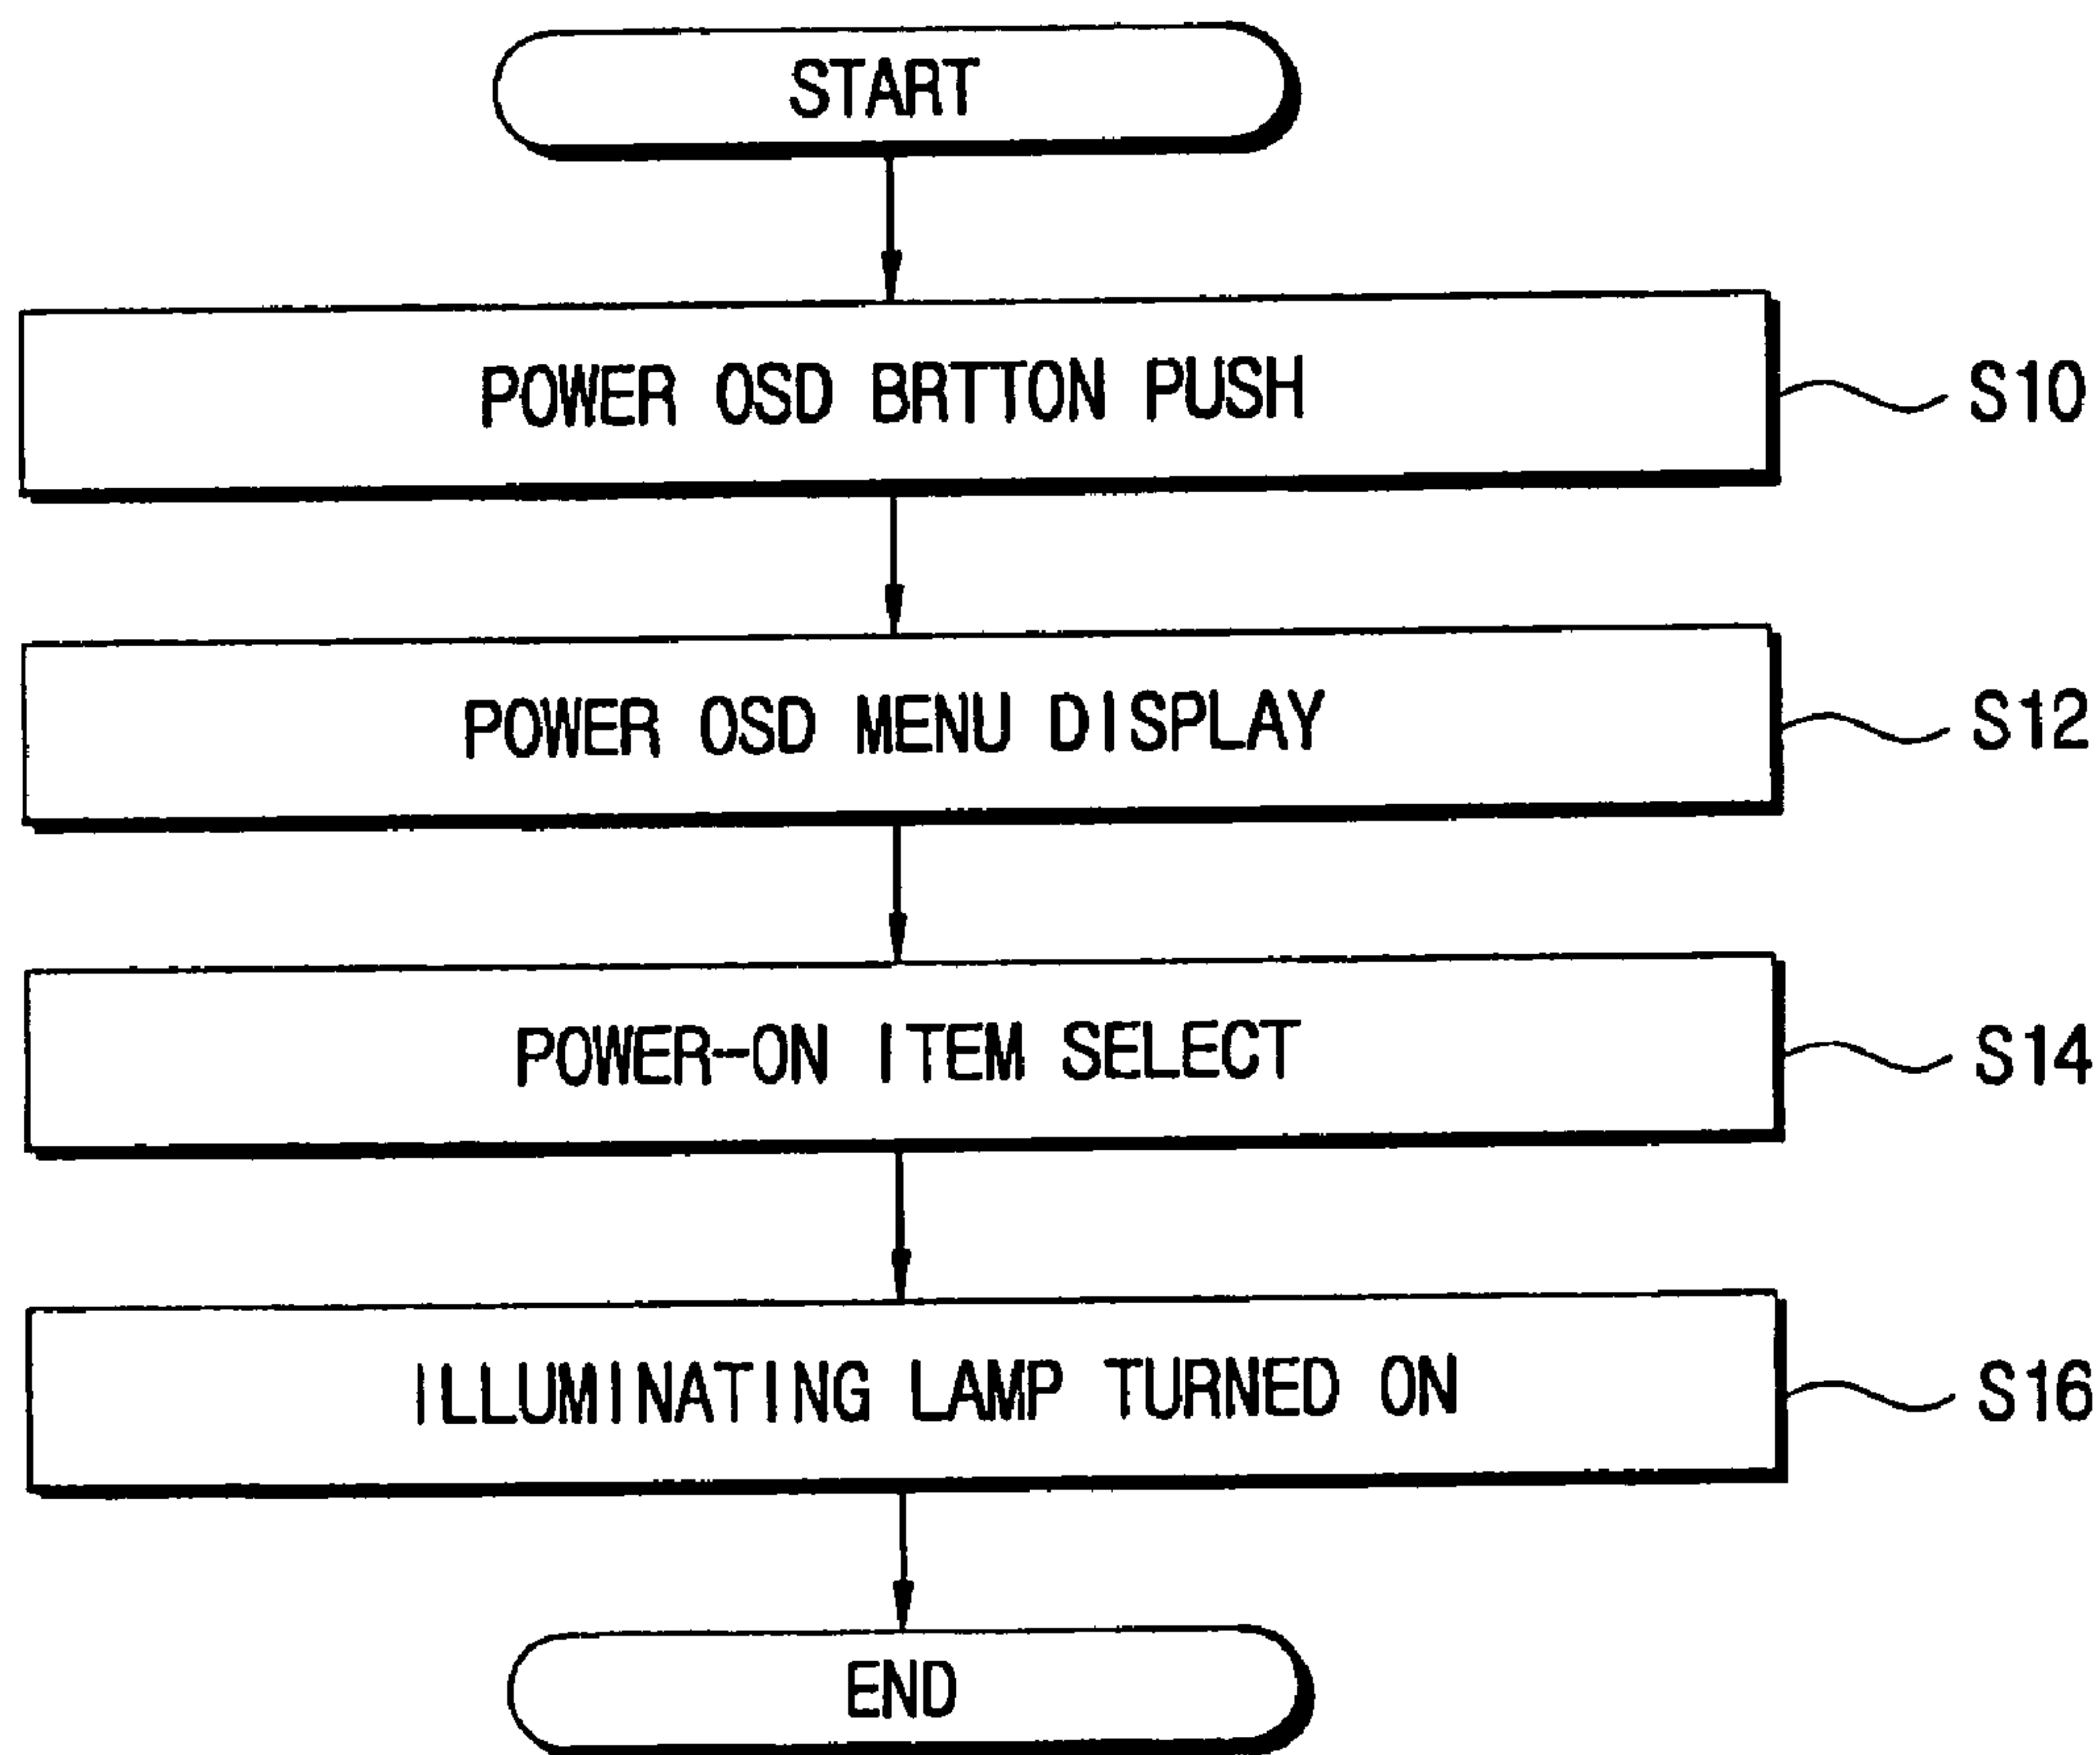 START
POWER OSD BRTTON PUSH
S10
POWER OSD MENU DISPLAY
S12
POWER-ON ITEM SELECT
S14
ILLUMINATING LAMP TURNED ON
S16
END